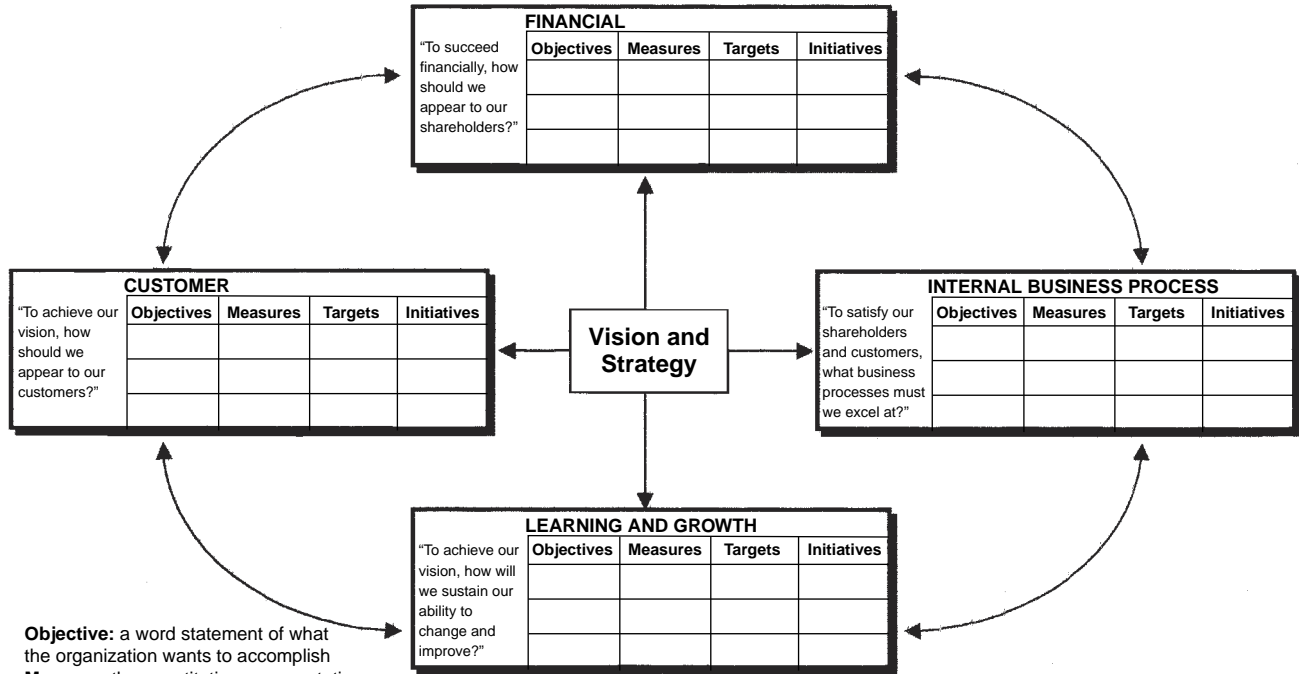 FINANCIAL
“To succeed
financially, how
should we
appear to our
shareholders?”
Objectives Measures Targets Initiatives
CUSTOMER
“To achieve our
vision, how
should we
appear to our
customers?”
Objectives Measures Targets Initiatives
Vision and
Strategy
INTERNAL BUSINESS PROCESS
“To satisfy our
shareholders
and customers,
what business
processes must
we excel at?”
Objectives Measures Targets Initiatives
LEARNING AND GROWTH
“To achieve our
vision, how will
we sustain our
ability to
change and
improve?”
Objectives Measures Targets Initiatives
Objective: a word statement of what
the organization wants to accomplish